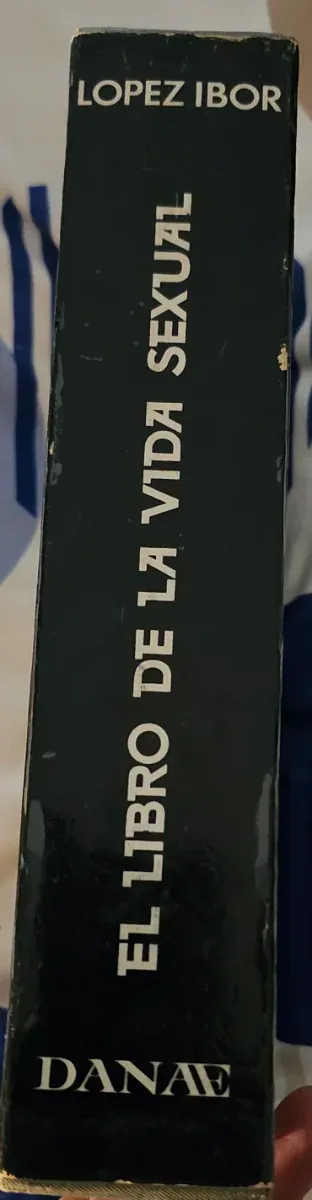 LOPEZ IBOR
EL LIBRO DE LA VIDA SEXUAL
DANAE